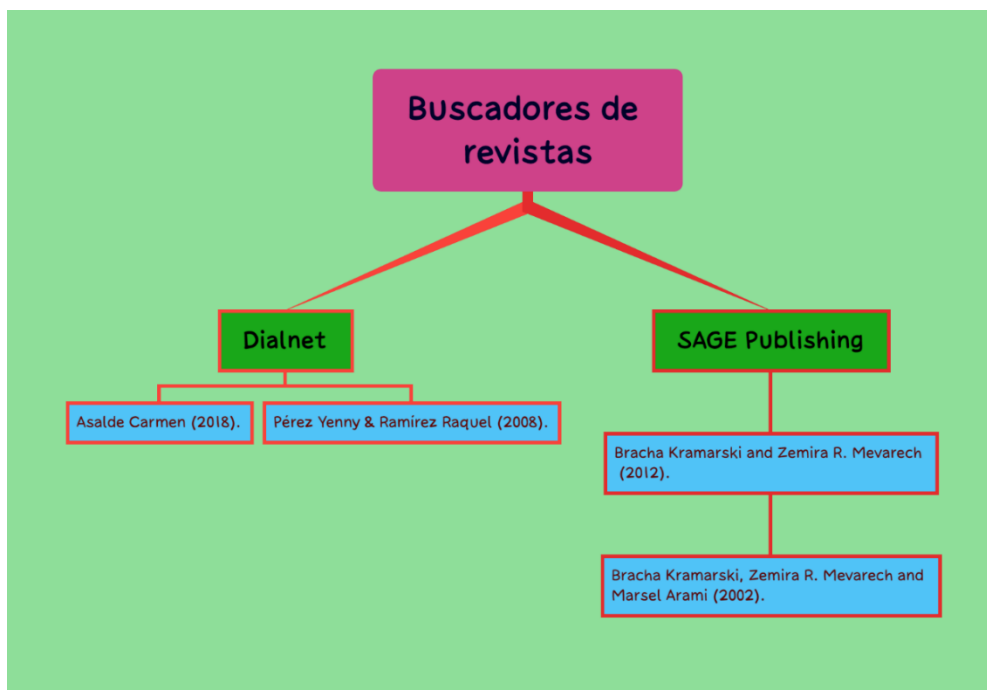 Buscadores de
revistas
Dialnet
SAGE Publishing
Asalde Carmen (2018).
Pérez Yenny & Ramírez Raquel (2008).
Bracha Kramarski and Zemira R. Mevarech
(2012).
Bracha Kramarski, Zemira R. Mevarech and
Marsel Arami (2002).